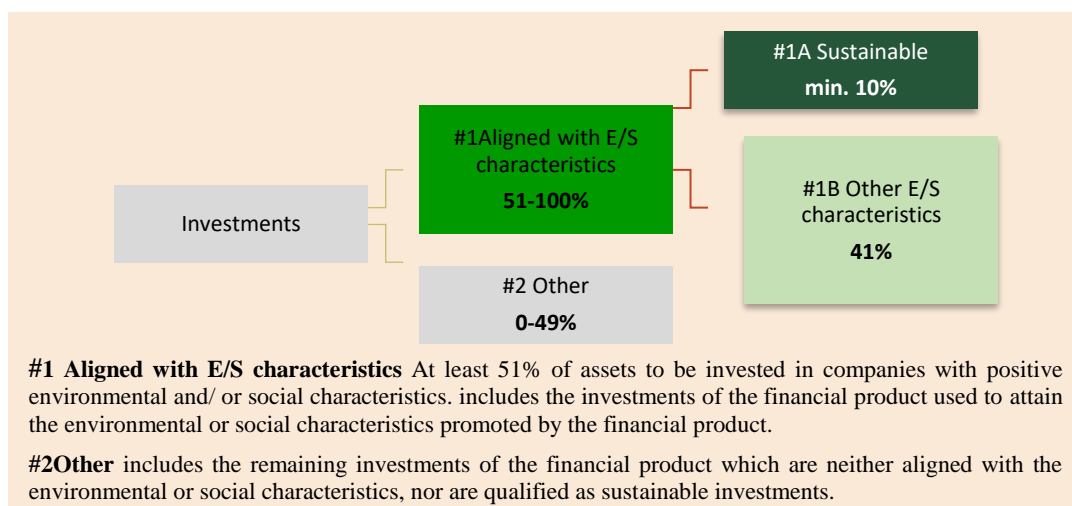 #1A Sustainable
min. 10%
#1Aligned with E/S
characteristics
51-100%
#1B Other E/S
characteristics
41%
Investments
#2 Other
0-49%
#1 Aligned with E/S characteristics At least 51% of assets to be invested in companies with positive
environmental and/ or social characteristics. includes the investments of the financial product used to attain
the environmental or social characteristics promoted by the financial product.
#2Other includes the remaining investments of the financial product which are neither aligned with the
environmental or social characteristics, nor are qualified as sustainable investments.